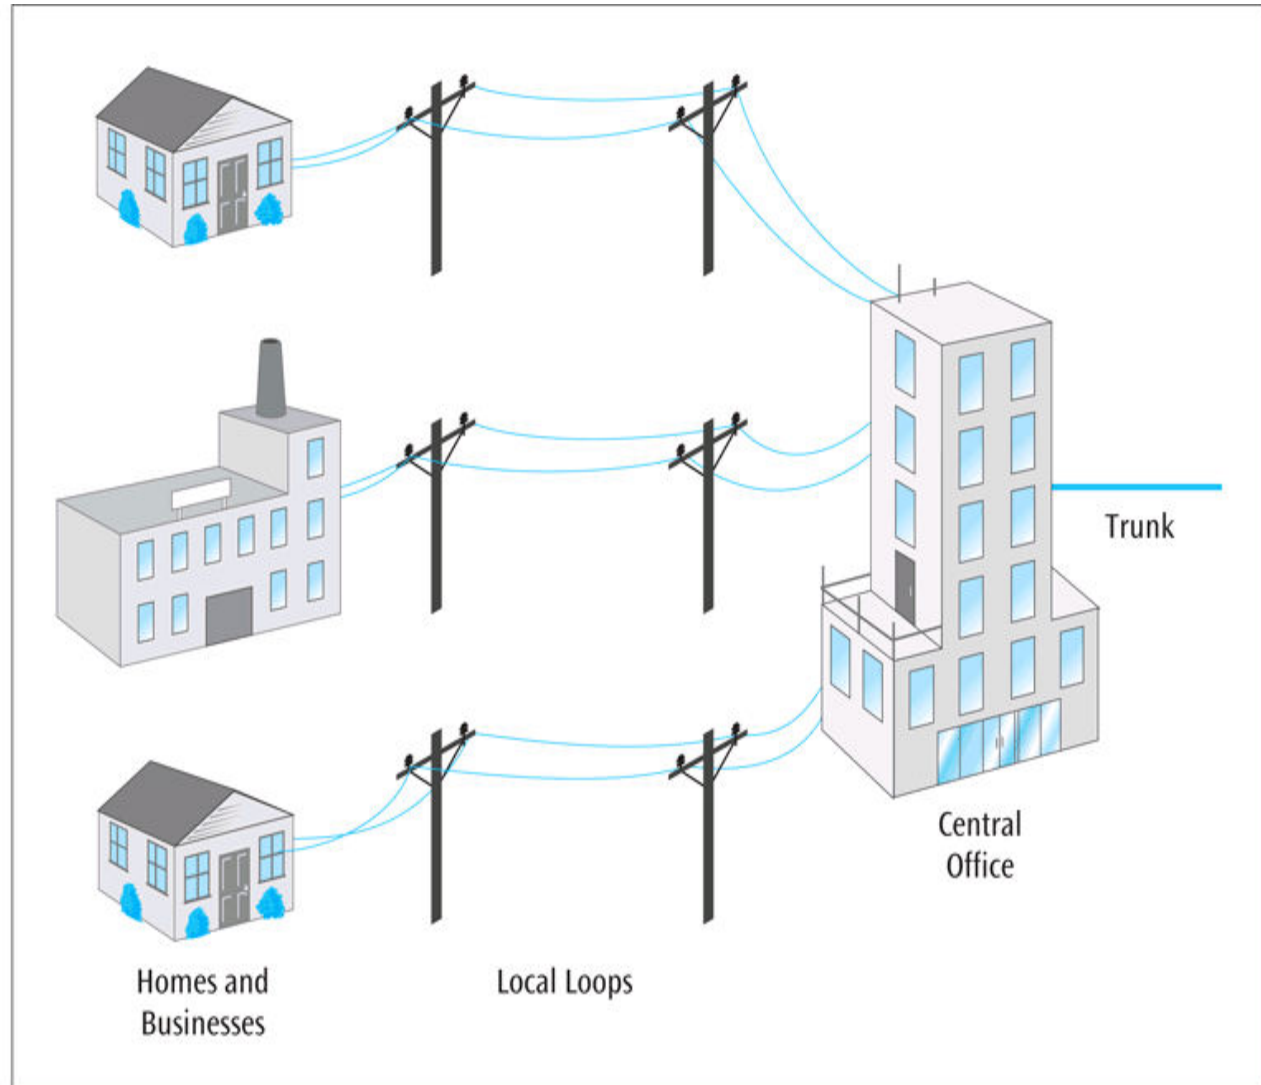 Trunk
Central
Office
Homes and
Businesses
Local Loops